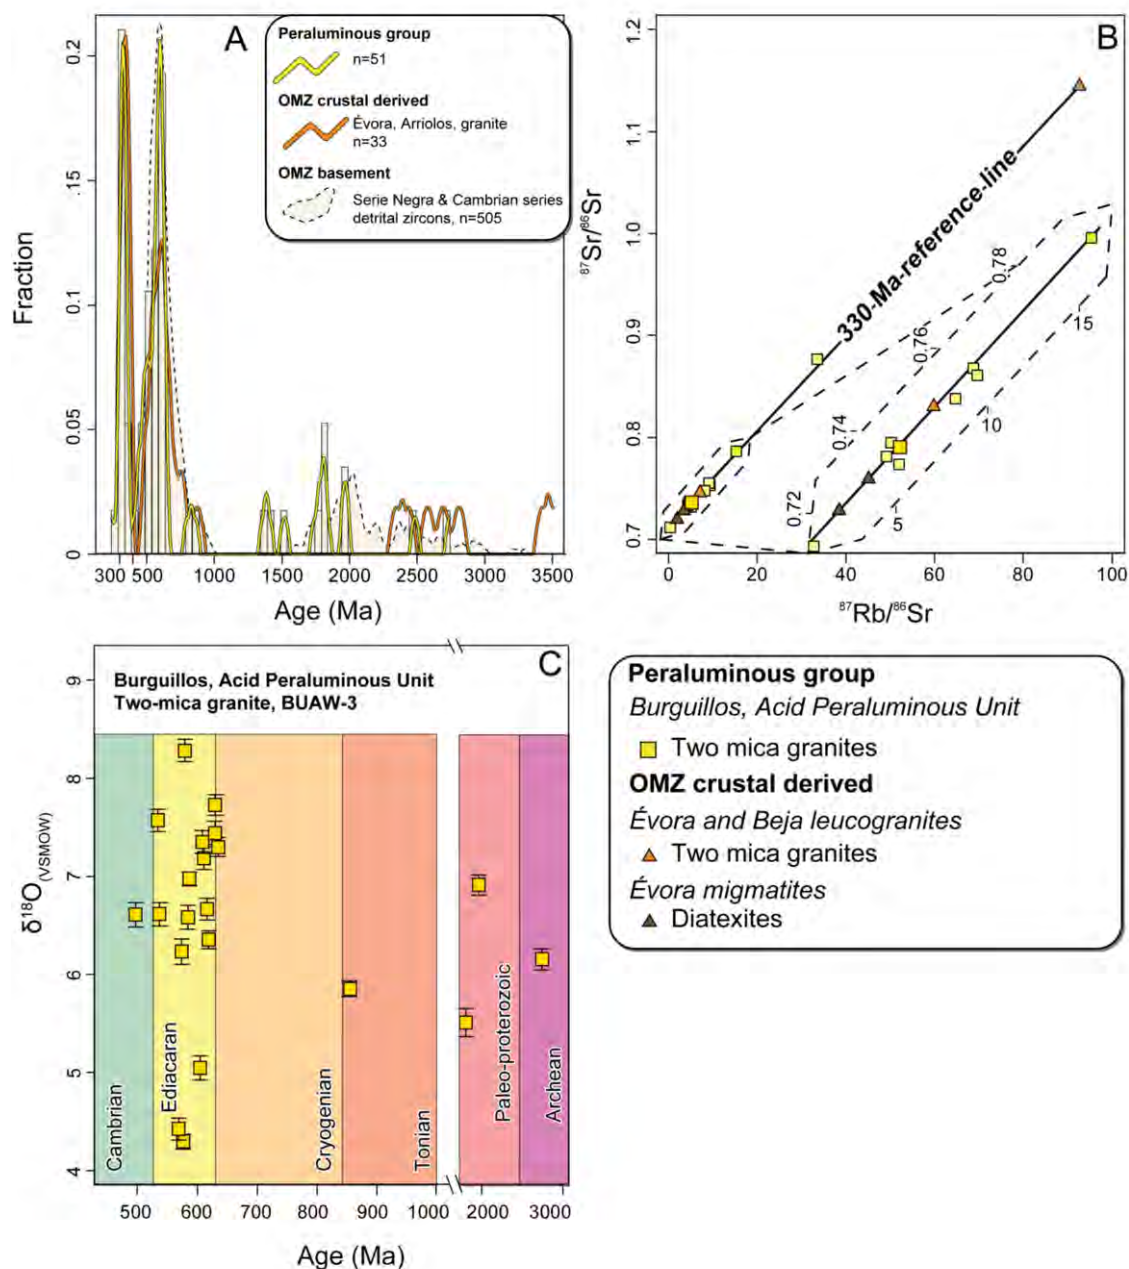 A
Peraluminous group
n=51
OMZ crustal derived
Évora, Arriolos, granite
n=33
OMZ basement
Serie Negra & Cambrian series
detrital zircons, n=505
Fraction
0.2
.15
0.1
0.05
0
300 500 1000 1500 2000 2500 3000 3500
Age (Ma)
B
⁸⁷Sr/⁸⁶Sr
1.2
1.1
1.0
0.9
0.8
0.7
330-Ma-reference-line
0.72
0.74
0.76
0.78
5
10
15
0 20 40 60 80 100
⁸⁷Rb/⁸⁶Sr
C
Burguillos, Acid Peraluminous Unit
Two-mica granite, BUAW-3
δ¹⁸O(VSMOW)
9
8
7
6
5
4
Cambrian
Ediacaran
Cryogenian
Tonian
Paleo-proterozoic
Archean
500 600 700 800 900 1000 2000 3000
Age (Ma)
Peraluminous group
Burguillos, Acid Peraluminous Unit
Two mica granites
OMZ crustal derived
Évora and Beja leucogranites
Two mica granites
Évora migmatites
Diatexites